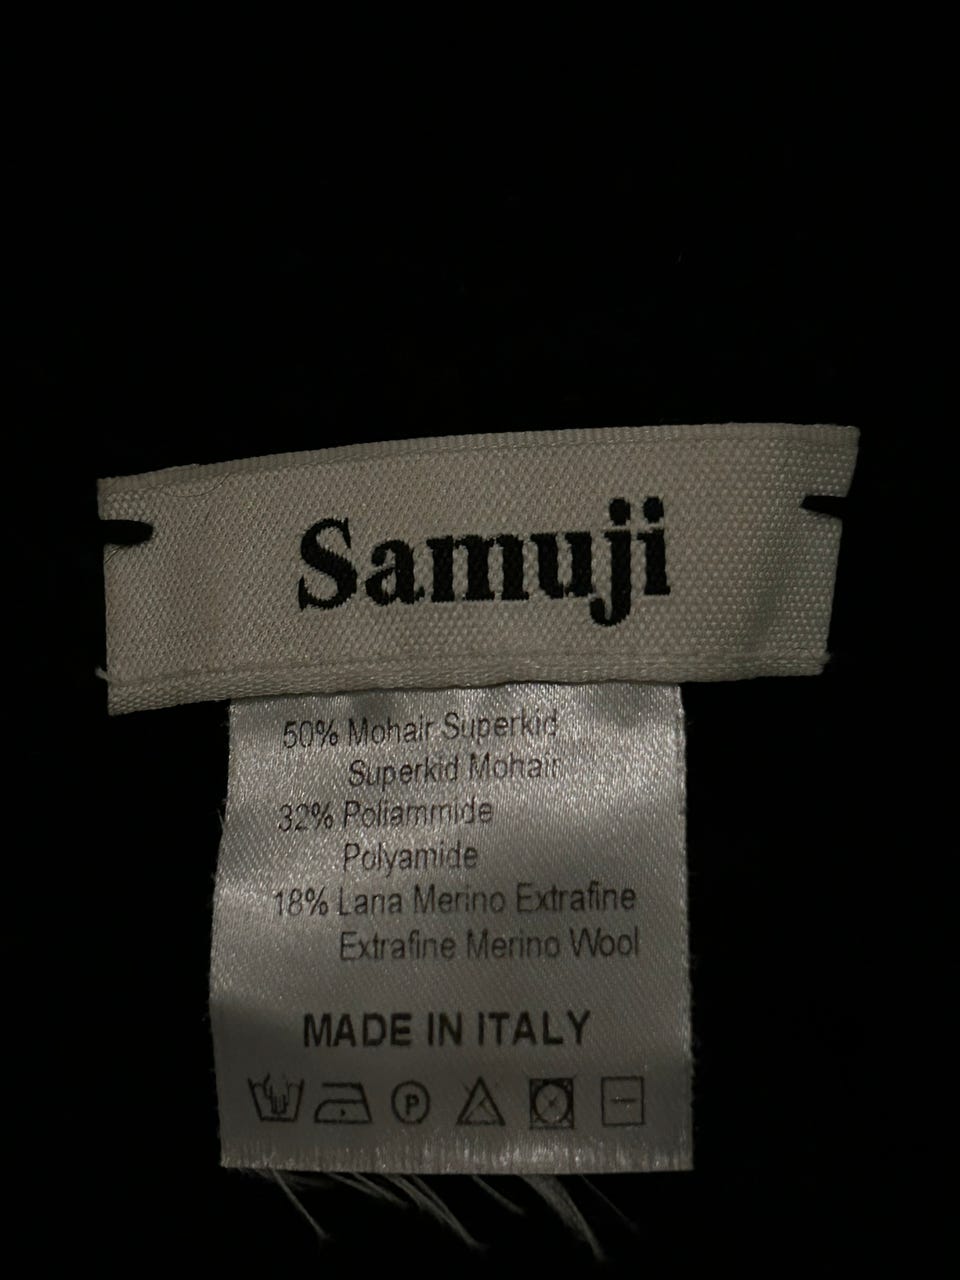 Samuji
50% Mohair Superkid
Superkid Mohair
32% Poliammide
Polyamide
18% Lana Merino Extrafine
Extrafine Merino Wool
MADE IN ITALY
P